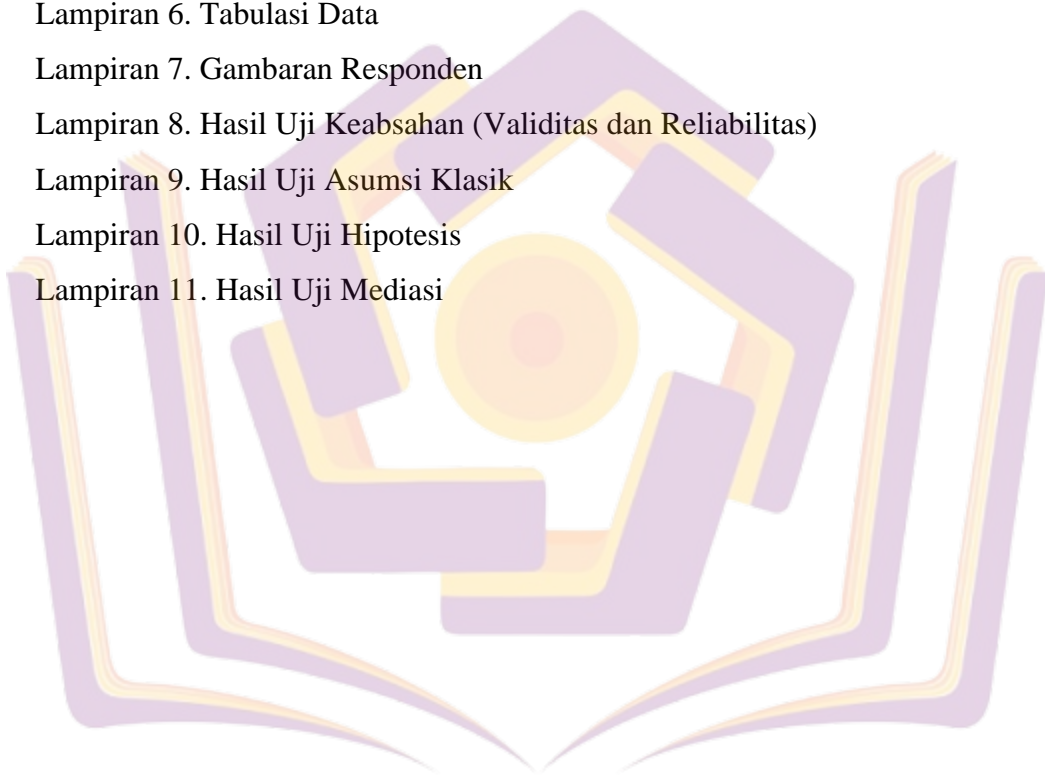 Lampiran 6. Tabulasi Data
Lampiran 7. Gambaran Responden
Lampiran 8. Hasil Uji Keabsahan (Validitas dan Reliabilitas)
Lampiran 9. Hasil Uji Asumsi Klasik
Lampiran 10. Hasil Uji Hipotesis
Lampiran 11. Hasil Uji Mediasi